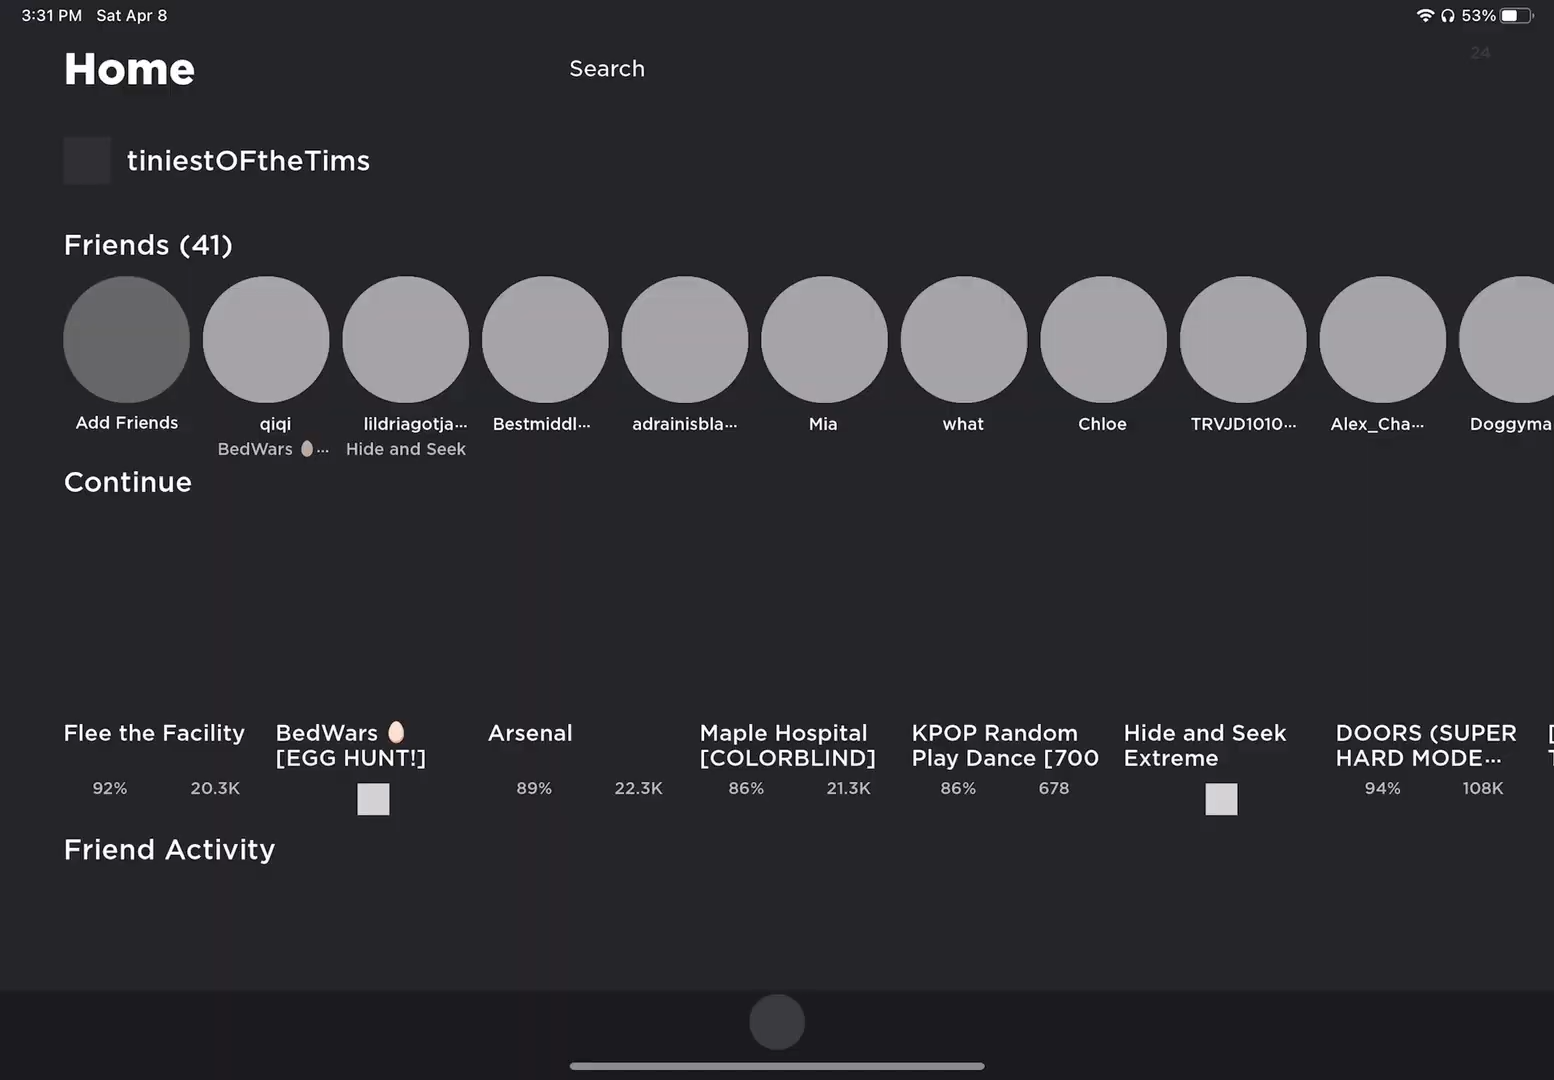 3:31 PM Sat Apr 8
53%
24
Home
Search
tiniestOFtheTims
Friends (41)
Add Friends
qiqi
lildriagotja...
Bestmiddl...
adrainisbla...
Mia
what
Chloe
TRVJD1010...
Alex_Cha...
Doggyma
BedWars 🥚...
Hide and Seek
Continue
Flee the Facility
92% 20.3K
BedWars 🥚
[EGG HUNT!]
Arsenal
89% 22.3K
Maple Hospital
[COLORBLIND]
86% 21.3K
KPOP Random
Play Dance [700
86% 678
Hide and Seek
Extreme
DOORS (SUPER
HARD MODE...
94% 108K
Friend Activity